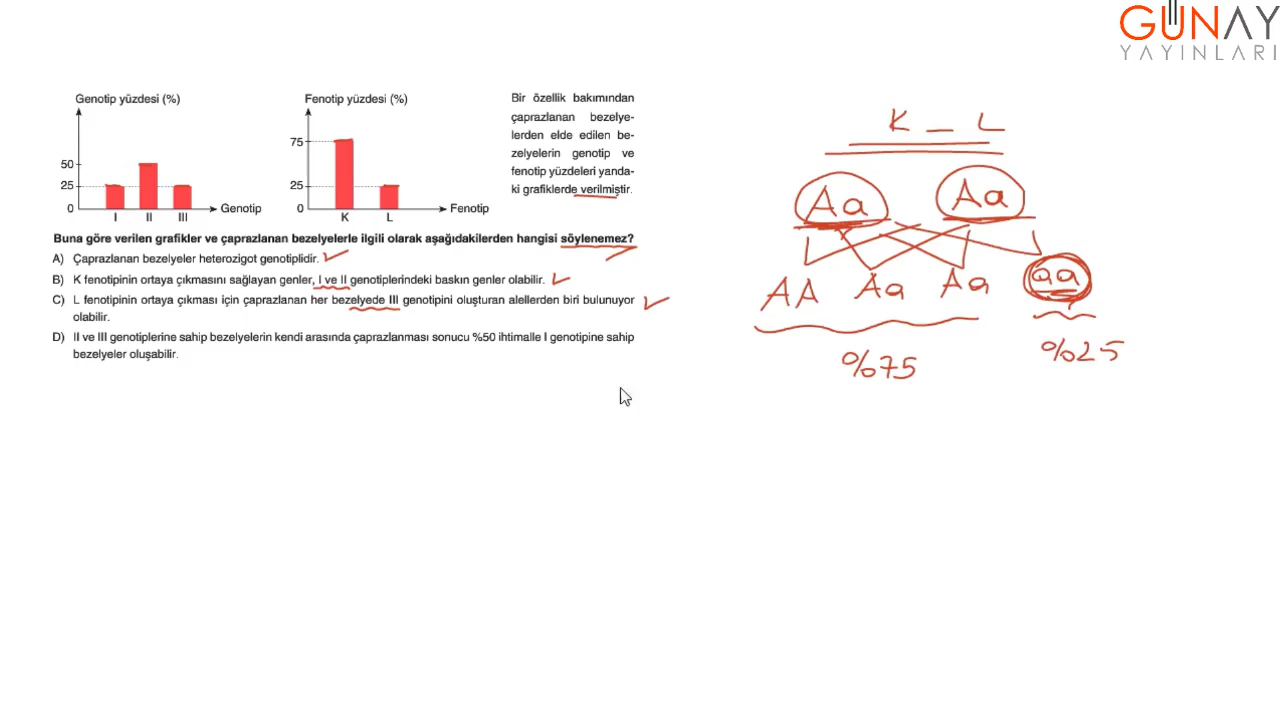 GÜNAY
YAYINLARI
Genotip yüzdesi (%)
50
25
0
I II III
Genotip
Fenotip yüzdesi (%)
75
25
0
K L
Fenotip
Bir özellik bakımından
çaprazlanan bezelye-
lerden elde edilen be-
zelyelerin genotip ve
fenotip yüzdeleri yanda-
ki grafiklerde verilmiştir.
Buna göre verilen grafikler ve çaprazlanan bezelyelerle ilgili olarak aşağıdakilerden hangisi söylenemez?
A) Çaprazlanan bezelyeler heterozigot genotiplidir.
B) K fenotipinin ortaya çıkmasını sağlayan genler, I ve II genotiplerindeki baskın genler olabilir.
C) L fenotipinin ortaya çıkması için çaprazlanan her bezelyede III genotipini oluşturan alellerden biri bulunuyor
olabilir.
D) II ve III genotiplerine sahip bezelyelerin kendi arasında çaprazlanması sonucu %50 ihtimalle I genotipine sahip
bezelyeler oluşabilir.
K _ L
Aa Aa
AA Aa Aa aa
%75 %25